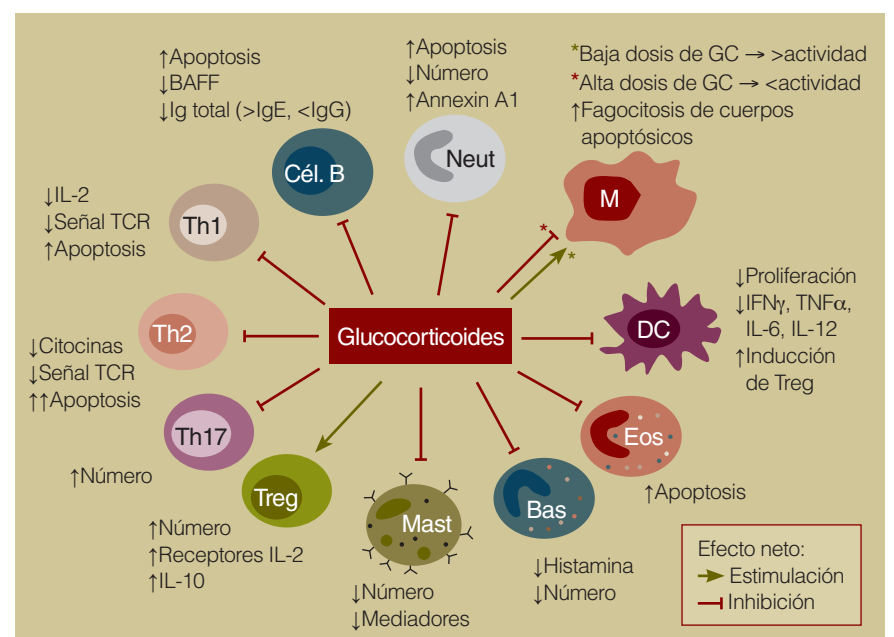 ↑Apoptosis
↓BAFF
↓Ig total (>IgE, <IgG)
Cél. B
↑Apoptosis
↓Número
↑Annexin A1
Neut
*Baja dosis de GC → >actividad
*Alta dosis de GC → <actividad
↑Fagocitosis de cuerpos
apoptósicos
M
*
*
↓IL-2
↓Señal TCR
↑Apoptosis
Th1
Glucocorticoides
↓Proliferación
↓IFNγ, TNFα,
IL-6, IL-12
↑Inducción
de Treg
DC
Th2
↓Citocinas
↓Señal TCR
↑↑Apoptosis
Th17
↑Número
Eos
↑Apoptosis
Treg
↑Número
↑Receptores IL-2
↑IL-10
Mast
↓Número
↓Mediadores
Bas
↓Histamina
↓Número
Efecto neto:
Estimulación
Inhibición